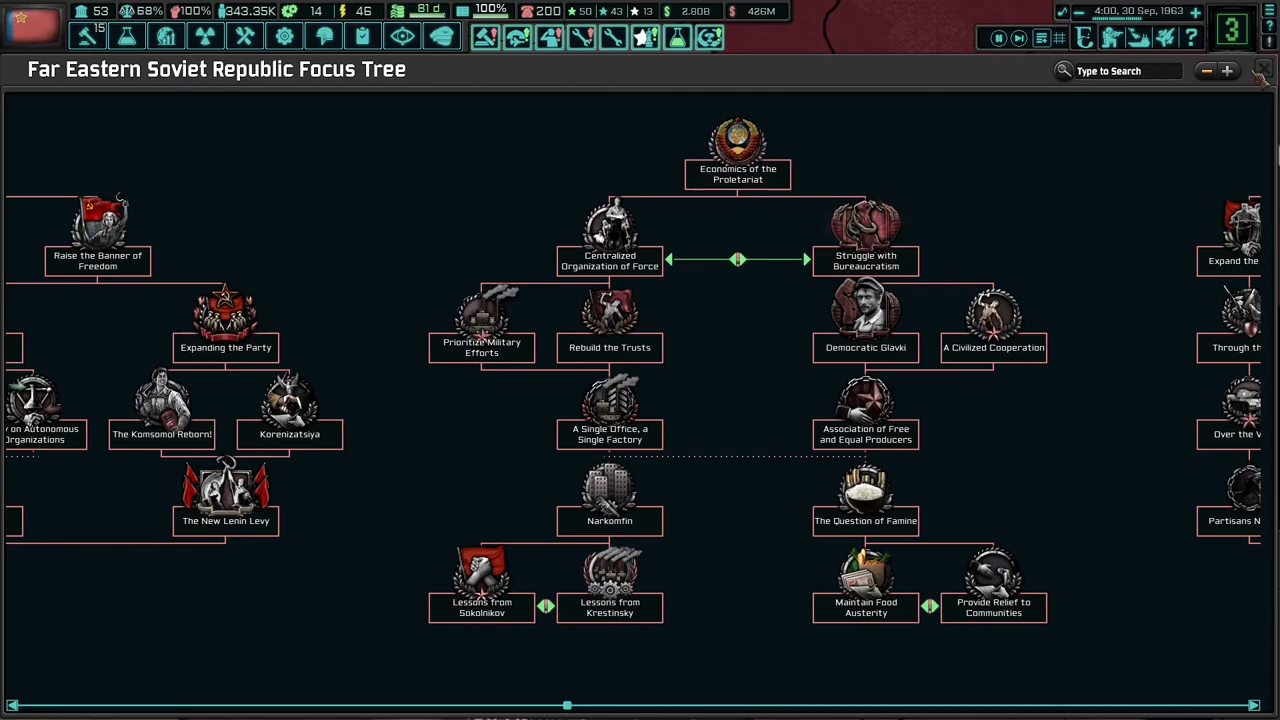 53 68% 100% 343.35K 14 46 81 d 100% 200 50 43 13 2.80B 426M 4:00, 30 Sep, 1963
15 3
Far Eastern Soviet Republic Focus Tree Type to Search
Economics of the
Proletariat
Raise the Banner of
Freedom
Centralized
Organization of Force
Struggle with
Bureaucratism
Expand the
Expanding the Party
Prioritize Military
Efforts
Rebuild the Trusts
Democratic Glavki
A Civilized Cooperation
Through th
y on Autonomous
Organizations
The Komsomol Reborn!
Korenizatsiya
A Single Office, a
Single Factory
Association of Free
and Equal Producers
Over the V
The New Lenin Levy
Narkomfin
The Question of Famine
Partisans N
Lessons from
Sokolnikov
Lessons from
Krestinsky
Maintain Food
Austerity
Provide Relief to
Communities